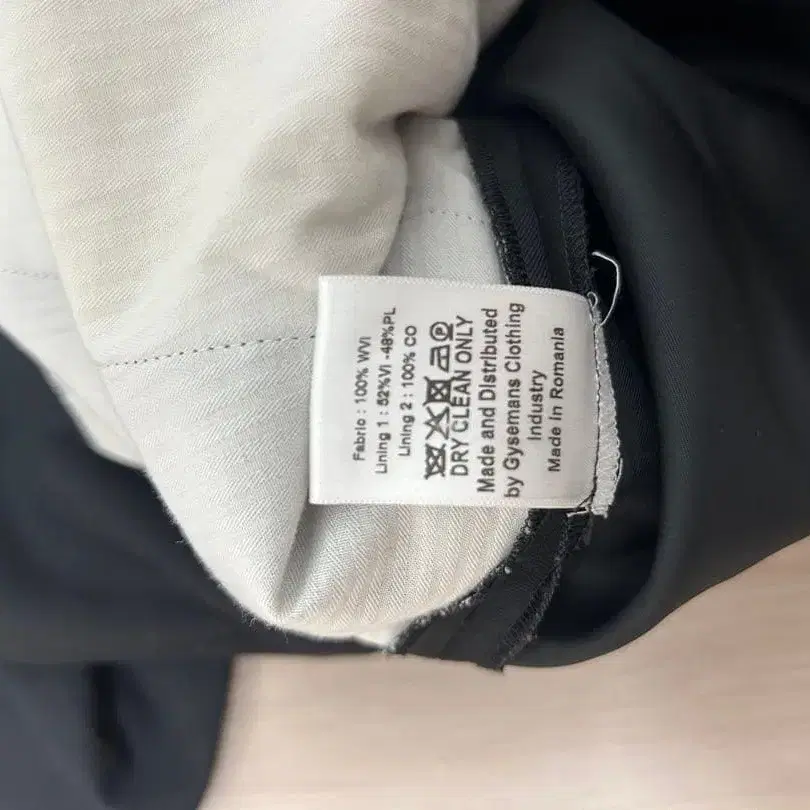 Fabric : 100% WVI
Lining 1 : 52%VI -48%PL
Lining 2 : 100% CO
DRY CLEAN ONLY
Made and Distributed
by Gysemans Clothing
Industry
Made in Romania